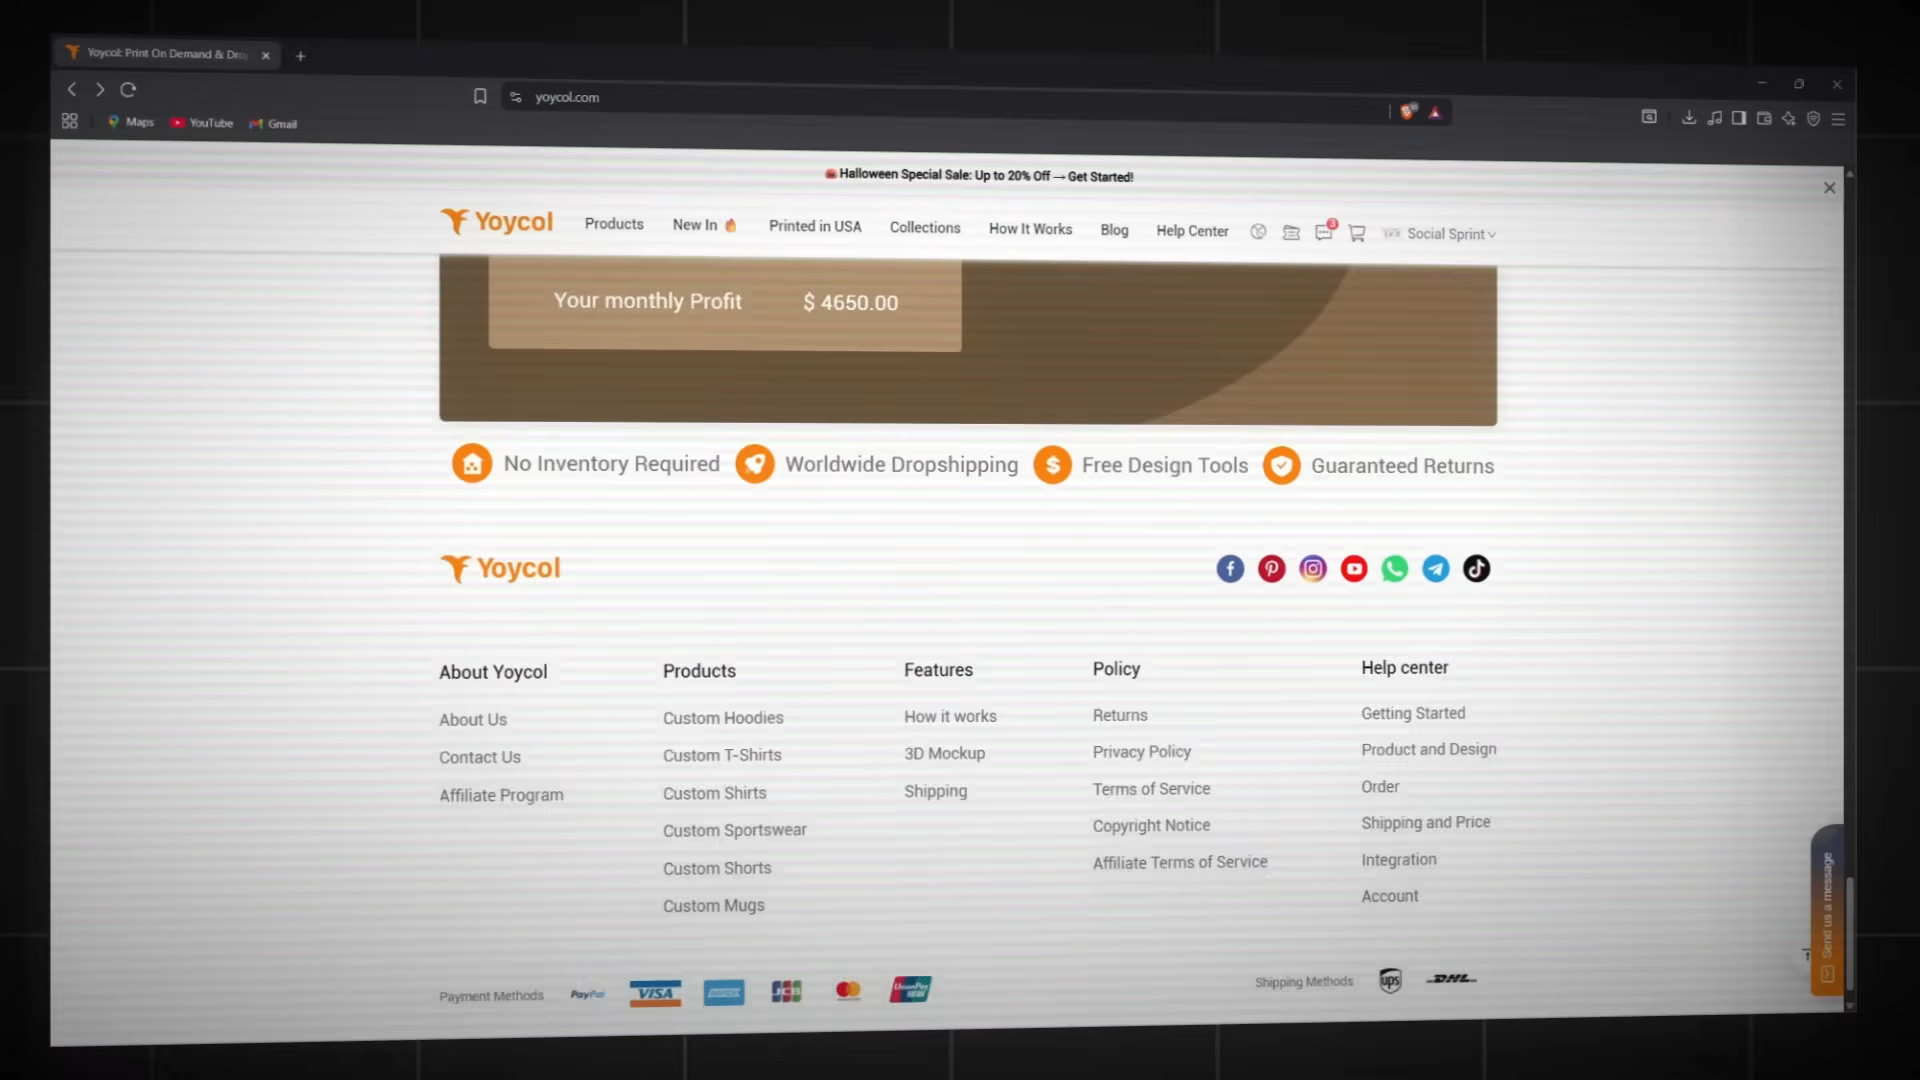 Yoycol: Print On Demand & Dro
yoycol.com
Maps
YouTube
Gmail
Halloween Special Sale: Up to 20% Off → Get Started!
Yoycol
Products
New In
Printed in USA
Collections
How It Works
Blog
Help Center
3
Social Sprint
Your monthly Profit
$ 4650.00
No Inventory Required
Worldwide Dropshipping
Free Design Tools
Guaranteed Returns
Yoycol
About Yoycol
About Us
Contact Us
Affiliate Program
Products
Custom Hoodies
Custom T-Shirts
Custom Shirts
Custom Sportswear
Custom Shorts
Custom Mugs
Features
How it works
3D Mockup
Shipping
Policy
Returns
Privacy Policy
Terms of Service
Copyright Notice
Affiliate Terms of Service
Help center
Getting Started
Product and Design
Order
Shipping and Price
Integration
Account
Send us a message
Payment Methods
PayPal
VISA
AMEX
JCB
UnionPay
Shipping Methods
ups
DHL